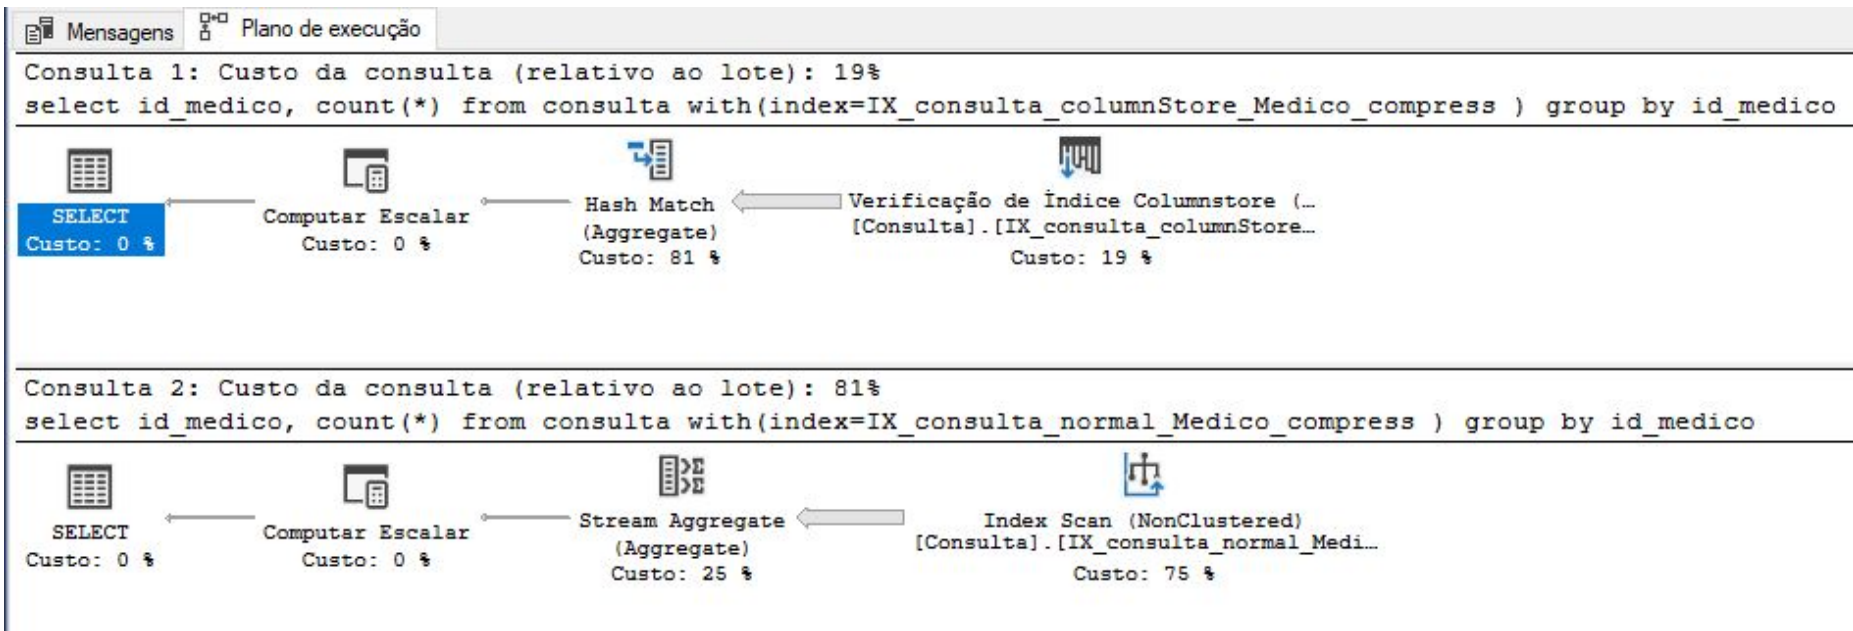 Mensagens Plano de execução
Consulta 1: Custo da consulta (relativo ao lote): 19%
select id_medico, count(*) from consulta with(index=IX_consulta_columnStore_Medico_compress ) group by id_medico
SELECT
Custo: 0 %
Computar Escalar
Custo: 0 %
Hash Match
(Aggregate)
Custo: 81 %
Verificação de Índice Columnstore (…
[Consulta].[IX_consulta_columnStore…
Custo: 19 %
Consulta 2: Custo da consulta (relativo ao lote): 81%
select id_medico, count(*) from consulta with(index=IX_consulta_normal_Medico_compress ) group by id_medico
SELECT
Custo: 0 %
Computar Escalar
Custo: 0 %
Stream Aggregate
(Aggregate)
Custo: 25 %
Index Scan (NonClustered)
[Consulta].[IX_consulta_normal_Medi…
Custo: 75 %